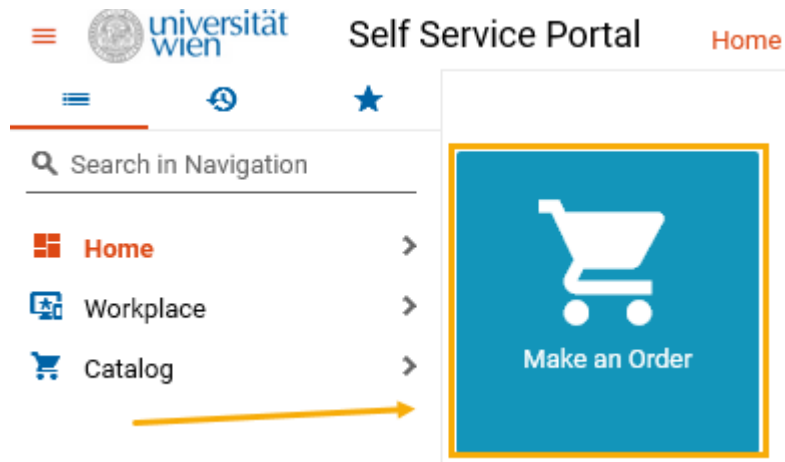 universität
wien
Self Service Portal
Home
Search in Navigation
Home
Workplace
Catalog
Make an Order